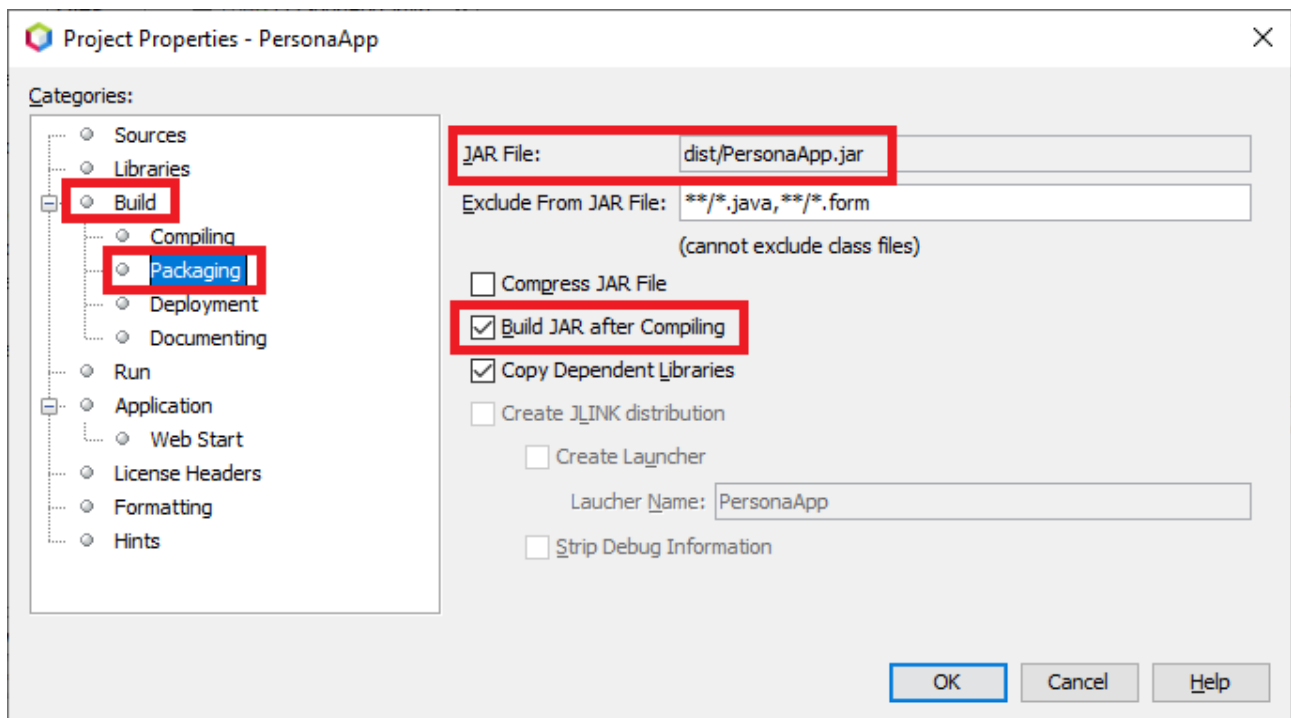 Project Properties - PersonaApp
Categories:
Sources
Libraries
Build
Compiling
Packaging
Deployment
Documenting
Run
Application
Web Start
License Headers
Formatting
Hints
JAR File: dist/PersonaApp.jar
Exclude From JAR File: **/*.java,**/*.form
(cannot exclude class files)
Compress JAR File
Build JAR after Compiling
Copy Dependent Libraries
Create JLINK distribution
Create Launcher
Laucher Name: PersonaApp
Strip Debug Information
OK Cancel Help